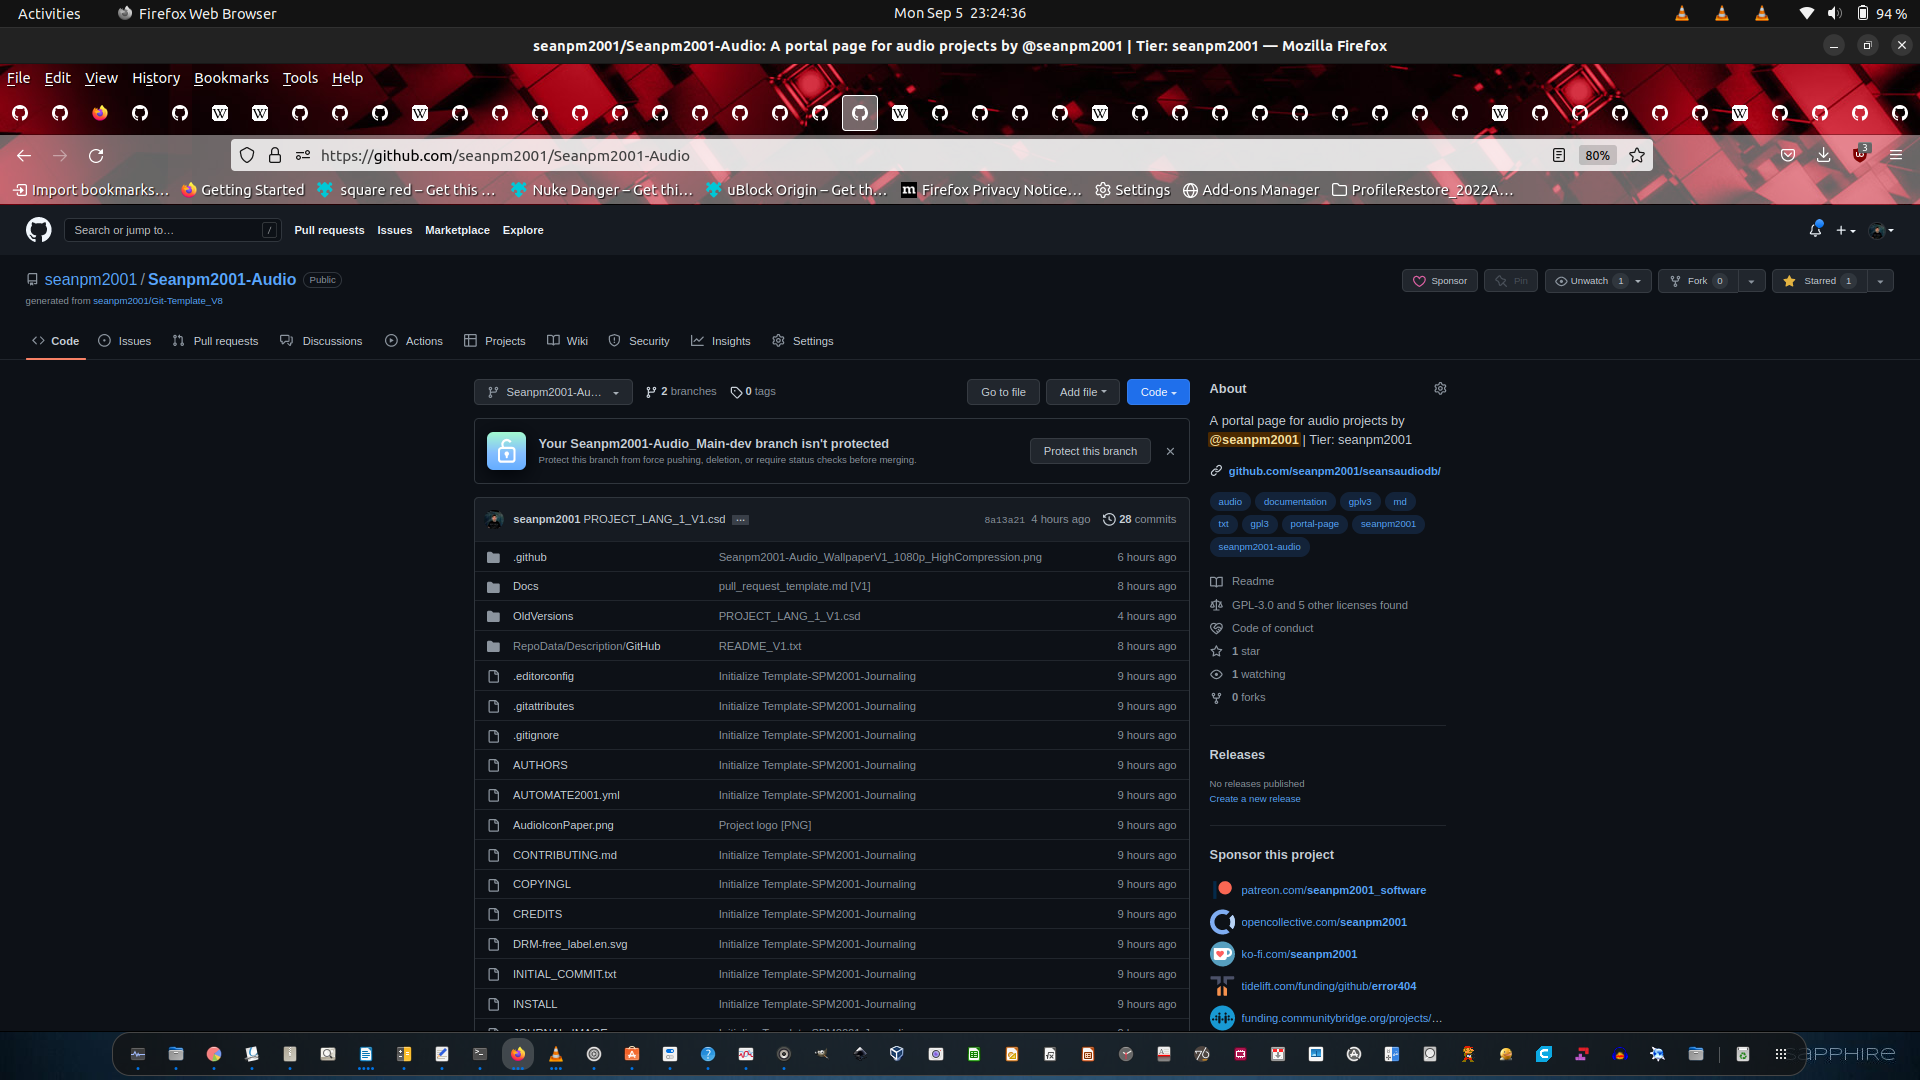 Activities
Firefox Web Browser
Mon Sep 5  23:24:36
94 %
seanpm2001/Seanpm2001-Audio: A portal page for audio projects by @seanpm2001 | Tier: seanpm2001 — Mozilla Firefox
File Edit View History Bookmarks Tools Help
https://github.com/seanpm2001/Seanpm2001-Audio
80%
3
Import bookmarks…
Getting Started
square red – Get this …
Nuke Danger – Get thi…
uBlock Origin – Get th…
Firefox Privacy Notice…
Settings
Add-ons Manager
ProfileRestore_2022A…
Search or jump to…
/
Pull requests
Issues
Marketplace
Explore
seanpm2001 / Seanpm2001-Audio
Public
Sponsor
Pin
Unwatch 1
Fork 0
Starred 1
generated from seanpm2001/Git-Template_V8
Code
Issues
Pull requests
Discussions
Actions
Projects
Wiki
Security
Insights
Settings
Seanpm2001-Au…
2 branches
0 tags
Go to file
Add file
Code
Your Seanpm2001-Audio_Main-dev branch isn't protected
Protect this branch from force pushing, deletion, or require status checks before merging.
Protect this branch
seanpm2001 PROJECT_LANG_1_V1.csd … 8a13a21 4 hours ago 28 commits
.github Seanpm2001-Audio_WallpaperV1_1080p_HighCompression.png 6 hours ago
Docs pull_request_template.md [V1] 8 hours ago
OldVersions PROJECT_LANG_1_V1.csd 4 hours ago
RepoData/Description/GitHub README_V1.txt 8 hours ago
.editorconfig Initialize Template-SPM2001-Journaling 9 hours ago
.gitattributes Initialize Template-SPM2001-Journaling 9 hours ago
.gitignore Initialize Template-SPM2001-Journaling 9 hours ago
AUTHORS Initialize Template-SPM2001-Journaling 9 hours ago
AUTOMATE2001.yml Initialize Template-SPM2001-Journaling 9 hours ago
AudioIconPaper.png Project logo [PNG] 9 hours ago
CONTRIBUTING.md Initialize Template-SPM2001-Journaling 9 hours ago
COPYINGL Initialize Template-SPM2001-Journaling 9 hours ago
CREDITS Initialize Template-SPM2001-Journaling 9 hours ago
DRM-free_label.en.svg Initialize Template-SPM2001-Journaling 9 hours ago
INITIAL_COMMIT.txt Initialize Template-SPM2001-Journaling 9 hours ago
INSTALL Initialize Template-SPM2001-Journaling 9 hours ago
About
A portal page for audio projects by
@seanpm2001 | Tier: seanpm2001
github.com/seanpm2001/seansaudiodb/
audio documentation gplv3 md
txt gpl3 portal-page seanpm2001
seanpm2001-audio
Readme
GPL-3.0 and 5 other licenses found
Code of conduct
1 star
1 watching
0 forks
Releases
No releases published
Create a new release
Sponsor this project
patreon.com/seanpm2001_software
opencollective.com/seanpm2001
ko-fi.com/seanpm2001
tidelift.com/funding/github/error404
funding.communitybridge.org/projects/…